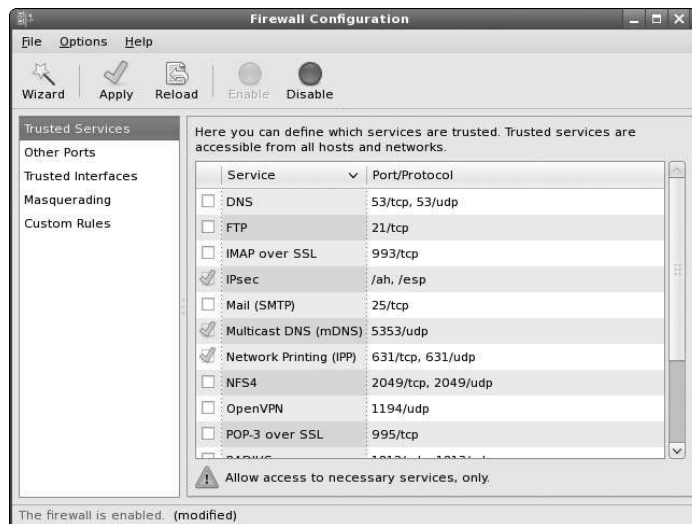 Firewall Configuration
File Options Help
Wizard Apply Reload Enable Disable
Trusted Services
Other Ports
Trusted Interfaces
Masquerading
Custom Rules
Here you can define which services are trusted. Trusted services are
accessible from all hosts and networks.
Service Port/Protocol
DNS 53/tcp, 53/udp
FTP 21/tcp
IMAP over SSL 993/tcp
IPsec /ah, /esp
Mail (SMTP) 25/tcp
Multicast DNS (mDNS) 5353/udp
Network Printing (IPP) 631/tcp, 631/udp
NFS4 2049/tcp, 2049/udp
OpenVPN 1194/udp
POP-3 over SSL 995/tcp
Allow access to necessary services, only.
The firewall is enabled. (modified)